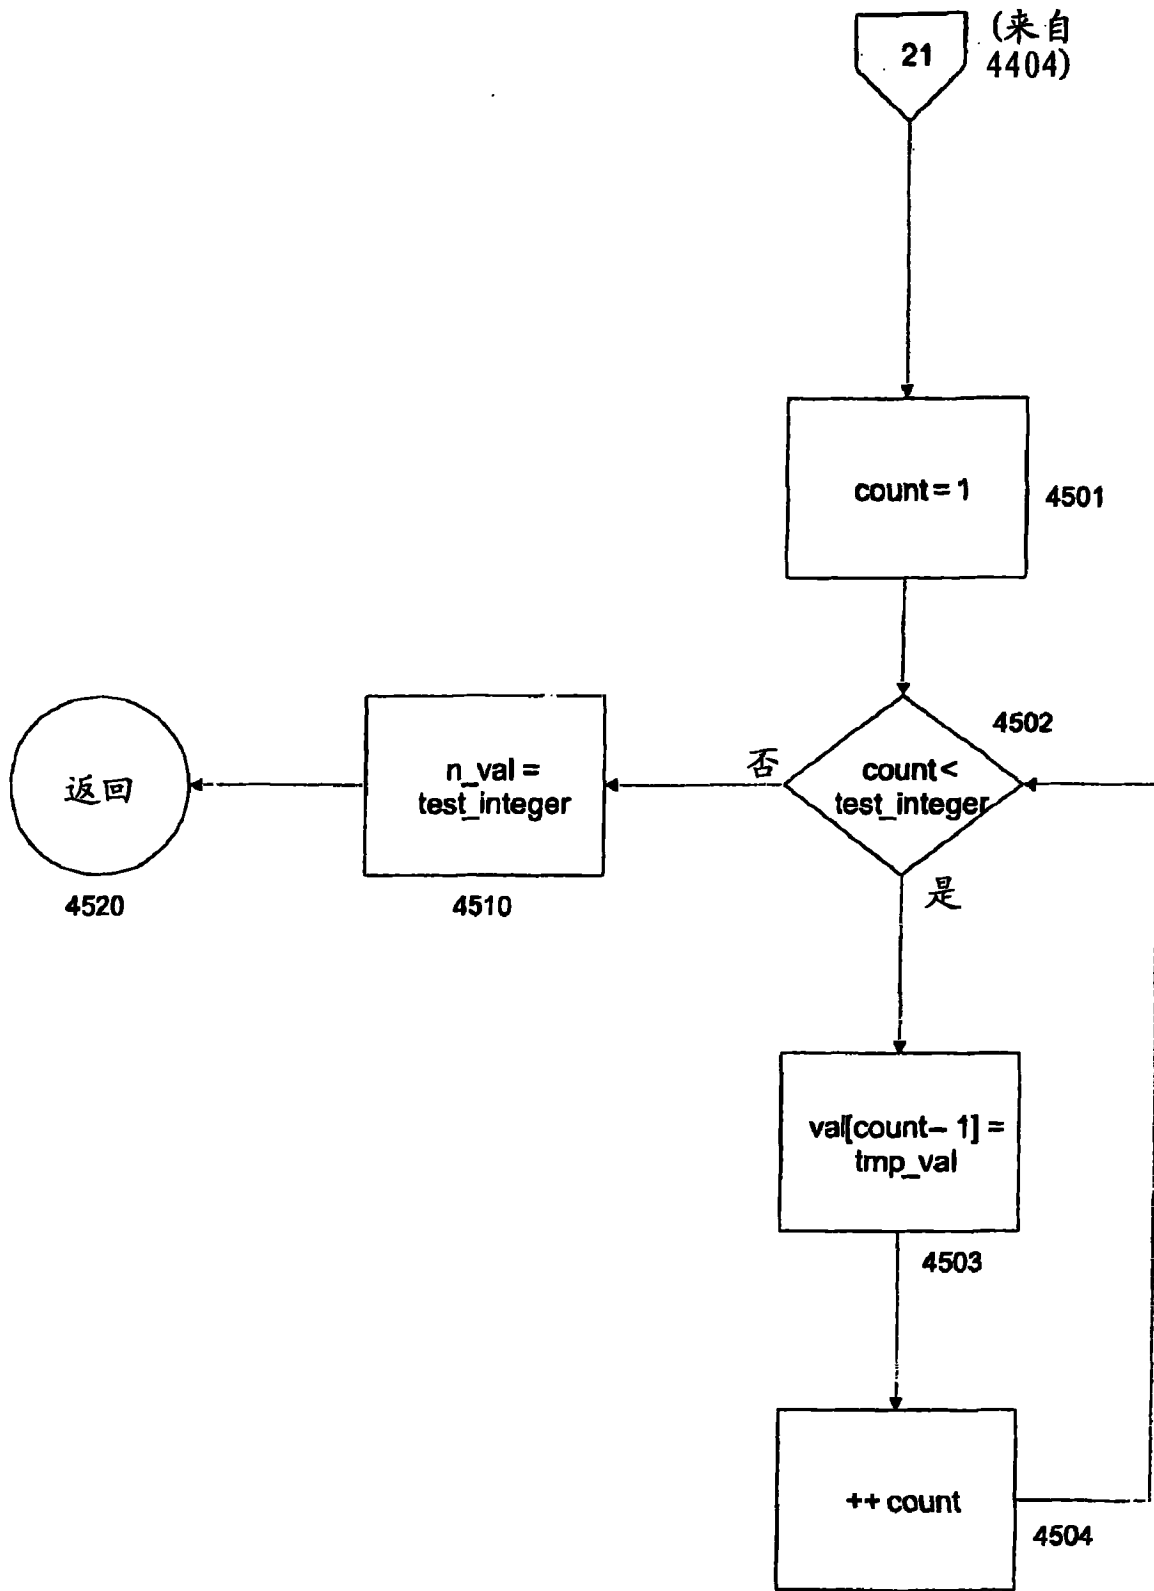 21
(来自
4404)
count = 1
4501
4502
count <
test_integer
否
是
n_val =
test_integer
4510
返回
4520
val[count– 1] =
tmp_val
4503
++ count
4504